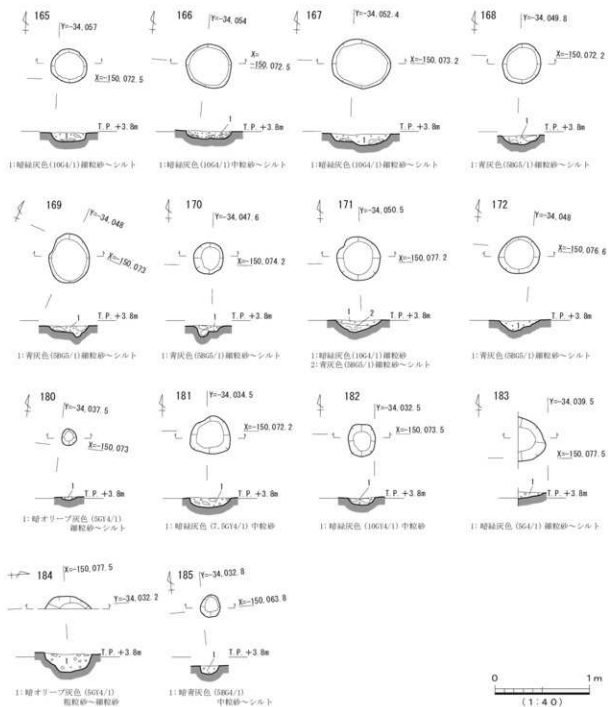 165
Y=-34,057
X=-150,072.5
T.P.+3.8m
1
1:暗緑灰色(10G4/1)細粒砂~シルト
166
Y=-34,054
X=
-150,072.5
T.P.+3.8m
1
1:暗緑灰色(10G4/1)中粒砂~シルト
167
Y=-34,052.4
X=-150,073.2
T.P.+3.8m
1
1:暗緑灰色(10G4/1)細粒砂~シルト
168
Y=-34,049.8
X=-150,072.2
T.P.+3.8m
1
1:青灰色(5BG5/1)細粒砂~シルト
169
Y=-34,048
X=-150,073
T.P.+3.8m
1
1:青灰色(5BG5/1)細粒砂~シルト
170
Y=-34,047.6
X=-150,074.2
T.P.+3.8m
1
1:青灰色(5BG5/1)細粒砂~シルト
171
Y=-34,050.5
X=-150,077.2
T.P.+3.8m
1
2
1:暗緑灰色(10G4/1)細粒砂
2:青灰色(5BG5/1)細粒砂~シルト
172
Y=-34,048
X=-150,076.6
T.P.+3.8m
1
1:青灰色(5BG5/1)細粒砂~シルト
180
Y=-34,037.5
X=-150,073
T.P.+3.8m
1
1:暗オリーブ灰色(5GY4/1)
細粒砂~シルト
181
Y=-34,034.5
X=-150,072.2
T.P.+3.8m
1
1:暗緑灰色(7.5GY4/1)中粒砂
182
Y=-34,032.5
X=-150,073.5
T.P.+3.8m
1
1:暗緑灰色(10GY4/1)中粒砂
183
Y=-34,039.5
X=-150,077.5
T.P.+3.8m
1
1:暗緑灰色(5G4/1)細粒砂~シルト
184
X=-150,077.5
Y=-34,032.2
T.P.+3.8m
1
1:暗オリーブ灰色(5GY4/1)
粗粒砂~細粒砂
185
Y=-34,032.8
X=-150,063.8
T.P.+3.8m
1
1:暗青灰色(5BG4/1)
中粒砂~シルト
0
1m
(1:40)